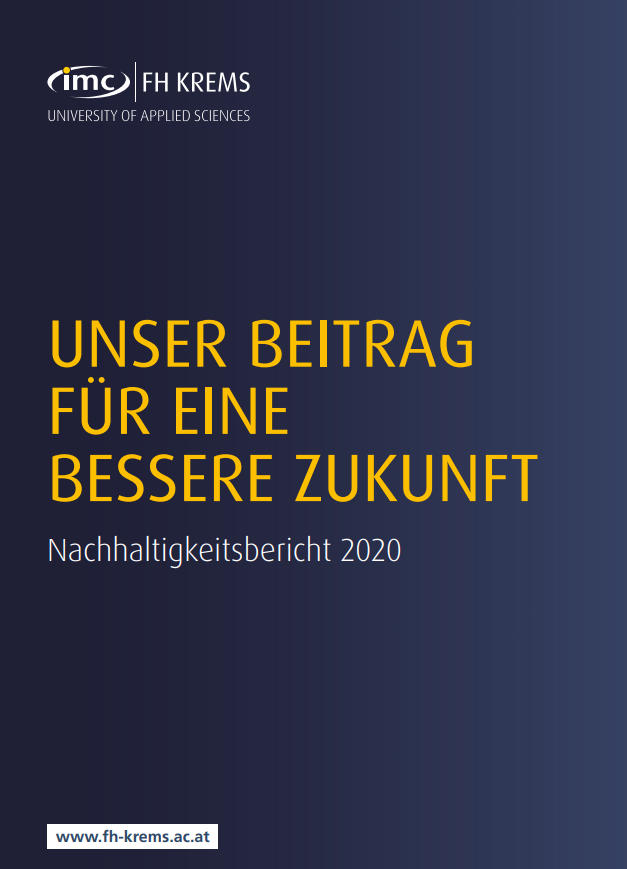 imc FH KREMS
UNIVERSITY OF APPLIED SCIENCES
UNSER BEITRAG
FÜR EINE
BESSERE ZUKUNFT
Nachhaltigkeitsbericht 2020
www.fh-krems.ac.at